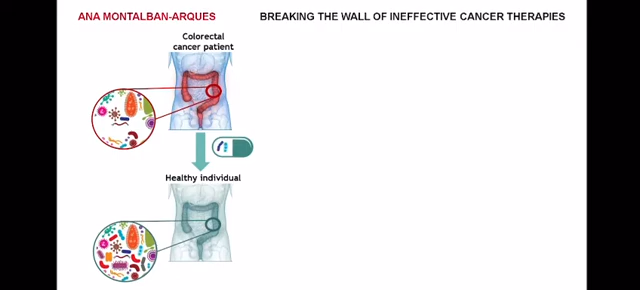 ANA MONTALBAN-ARQUES
BREAKING THE WALL OF INEFFECTIVE CANCER THERAPIES
Colorectal
cancer patient
Healthy individual